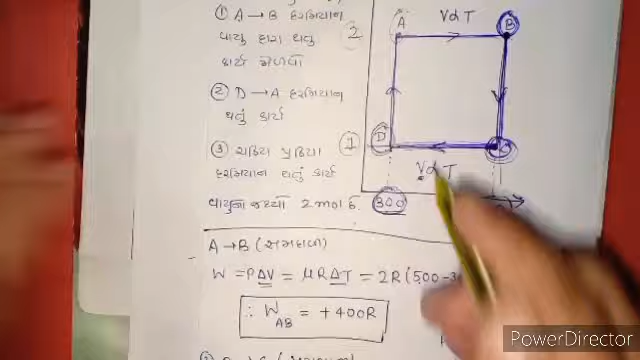 ① A → B દરમિયાન
વાયુ દ્વારા થતું
કાર્ય મેળવો
② D → A દરમિયાન
થતું કાર્ય
③ ચક્રિય પ્રક્રિયા
દરમિયાન થતું કાર્ય
વાયુના જથ્થો 2 mol છે.
A V α T B
2
D
1
V α T
300
A → B (સમદાબી)
W = PΔV = μRΔT = 2R (500 - 3
∴ W_AB = + 400R
PowerDirector